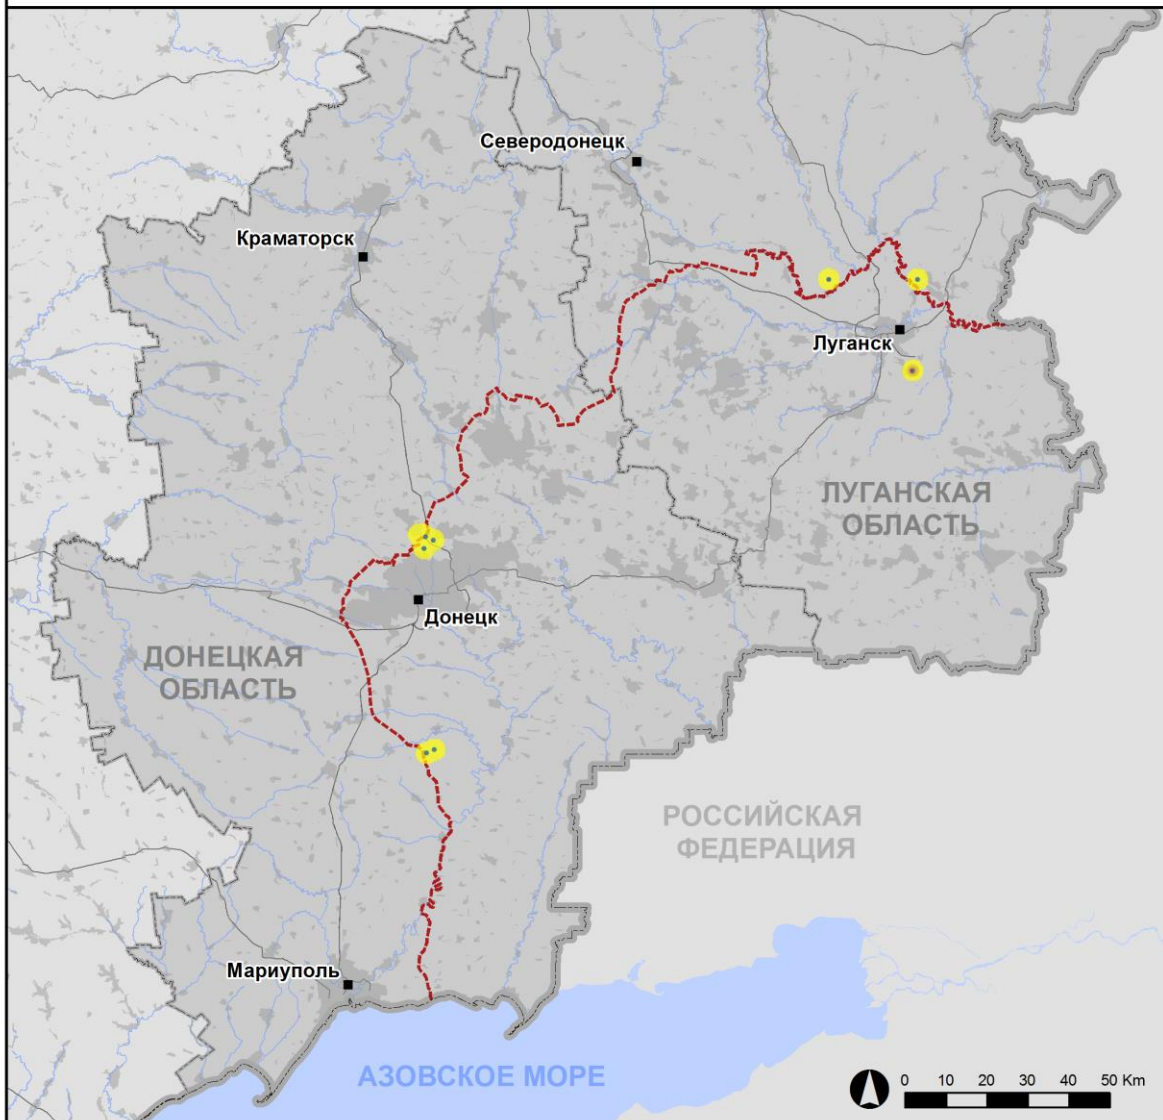 Северодонецк
Краматорск
Луганск
ЛУГАНСКАЯ
ОБЛАСТЬ
Донецк
ДОНЕЦКАЯ
ОБЛАСТЬ
РОССИЙСКАЯ
ФЕДЕРАЦИЯ
Мариуполь
АЗОВСКОЕ МОРЕ
0 10 20 30 40 50 Km